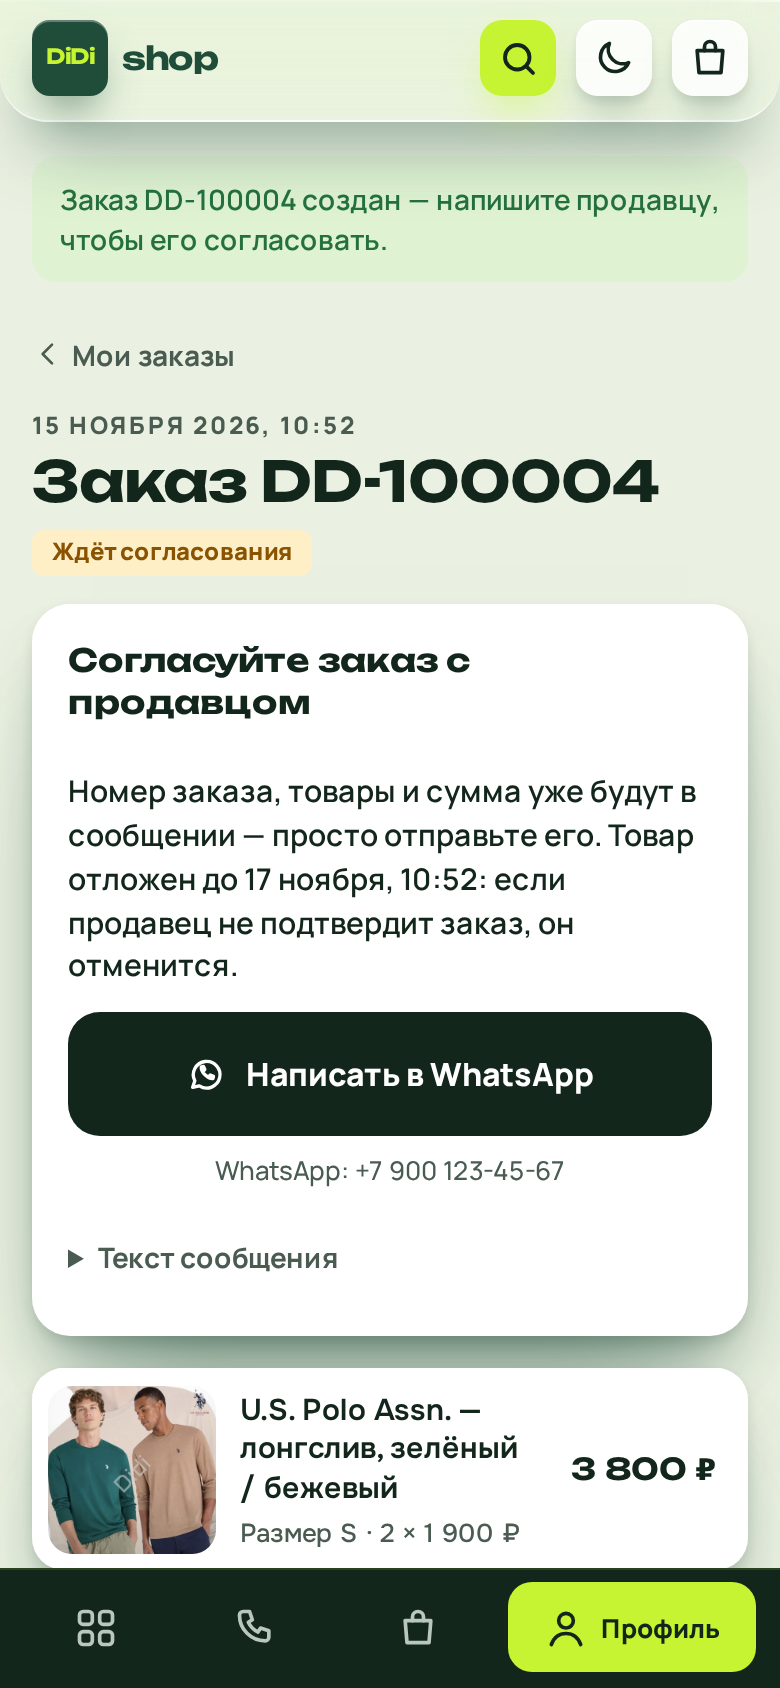 DiDi shop
Заказ DD-100004 создан — напишите продавцу,
чтобы его согласовать.
Мои заказы
15 НОЯБРЯ 2026, 10:52
Заказ DD-100004
Ждёт согласования
Согласуйте заказ с
продавцом
Номер заказа, товары и сумма уже будут в
сообщении — просто отправьте его. Товар
отложен до 17 ноября, 10:52: если
продавец не подтвердит заказ, он
отменится.
Написать в WhatsApp
WhatsApp: +7 900 123-45-67
Текст сообщения
U.S. Polo Assn. —
лонгслив, зелёный
/ бежевый
3 800 ₽
Размер S · 2 × 1 900 ₽
DiDi
Профиль